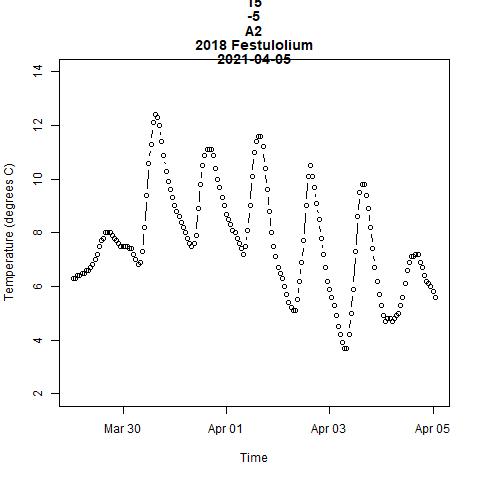 15
-5
A2
2018 Festulolium
2021-04-05
14
12
10
8
6
4
2
Temperature (degrees C)
Mar 30
Apr 01
Apr 03
Apr 05
Time